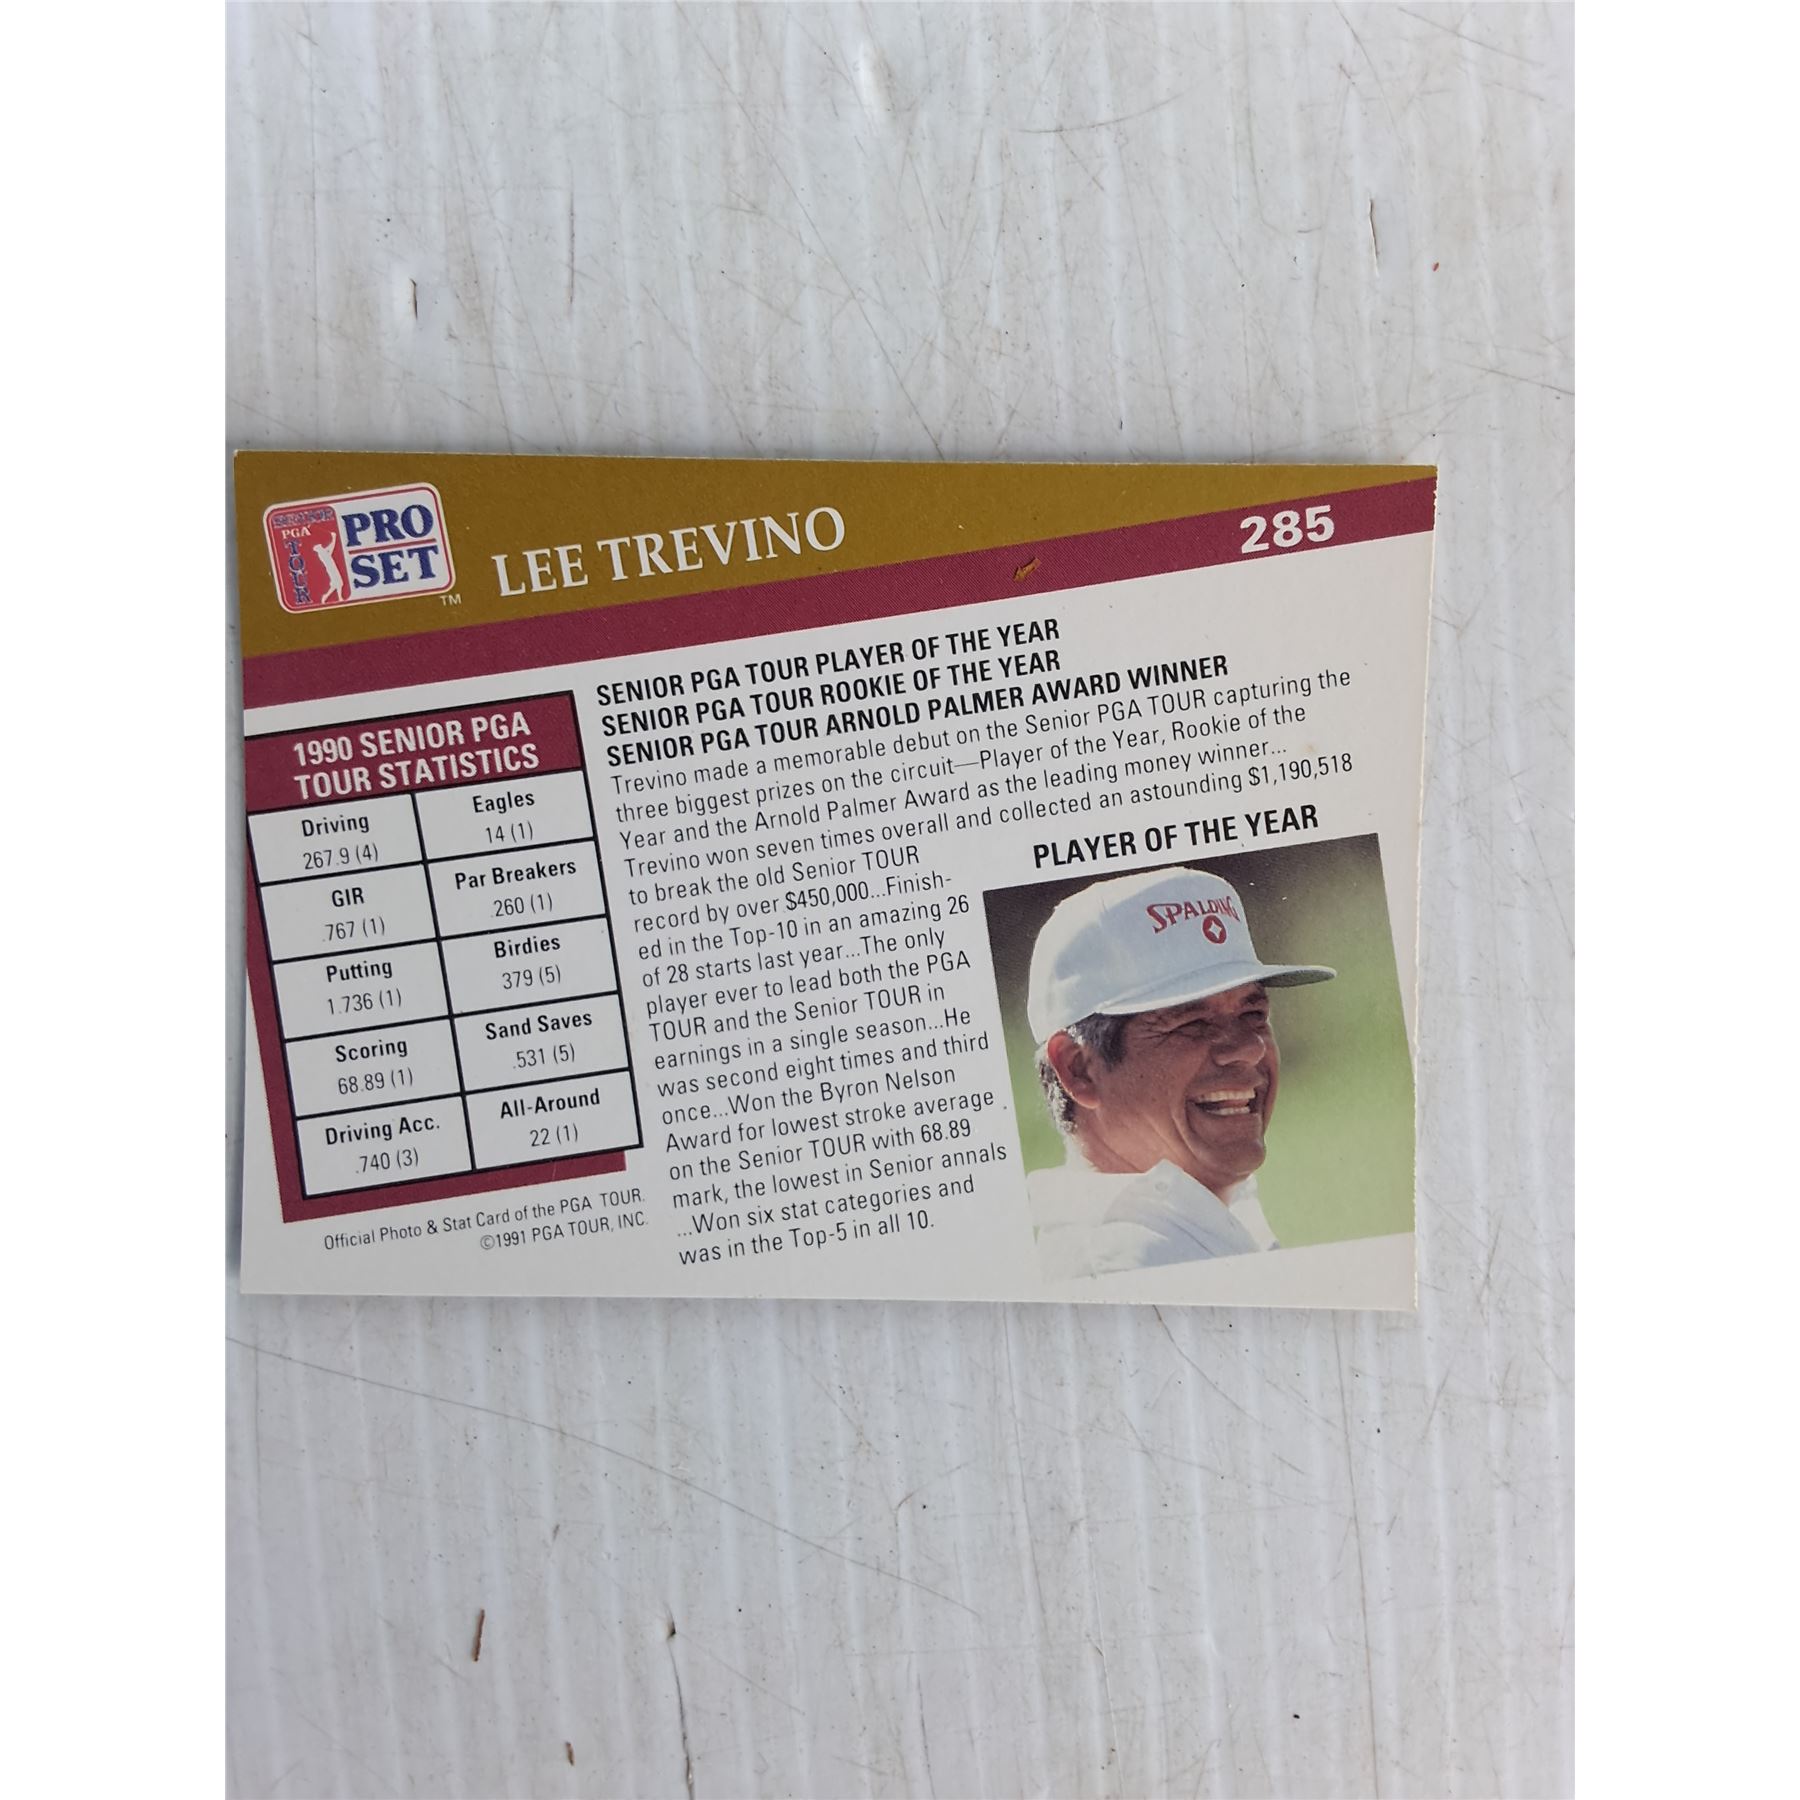 SENIOR
PGA
TOUR
PRO
SET
TM
LEE TREVINO
285
1990 SENIOR PGA
TOUR STATISTICS
Driving
267.9 (4)
Eagles
14 (1)
GIR
.767 (1)
Par Breakers
.260 (1)
Putting
1.736 (1)
Birdies
379 (5)
Scoring
68.89 (1)
Sand Saves
.531 (5)
Driving Acc.
.740 (3)
All-Around
22 (1)
Official Photo & Stat Card of the PGA TOUR.
©1991 PGA TOUR, INC.
SENIOR PGA TOUR PLAYER OF THE YEAR
SENIOR PGA TOUR ROOKIE OF THE YEAR
SENIOR PGA TOUR ARNOLD PALMER AWARD WINNER
Trevino made a memorable debut on the Senior PGA TOUR capturing the
three biggest prizes on the circuit—Player of the Year, Rookie of the
Year and the Arnold Palmer Award as the leading money winner...
Trevino won seven times overall and collected an astounding $1,190,518
to break the old Senior TOUR
record by over $450,000...Finish-
ed in the Top-10 in an amazing 26
of 28 starts last year...The only
player ever to lead both the PGA
TOUR and the Senior TOUR in
earnings in a single season...He
was second eight times and third
once...Won the Byron Nelson
Award for lowest stroke average
on the Senior TOUR with 68.89
mark, the lowest in Senior annals
...Won six stat categories and
was in the Top-5 in all 10.
PLAYER OF THE YEAR
SPALDING